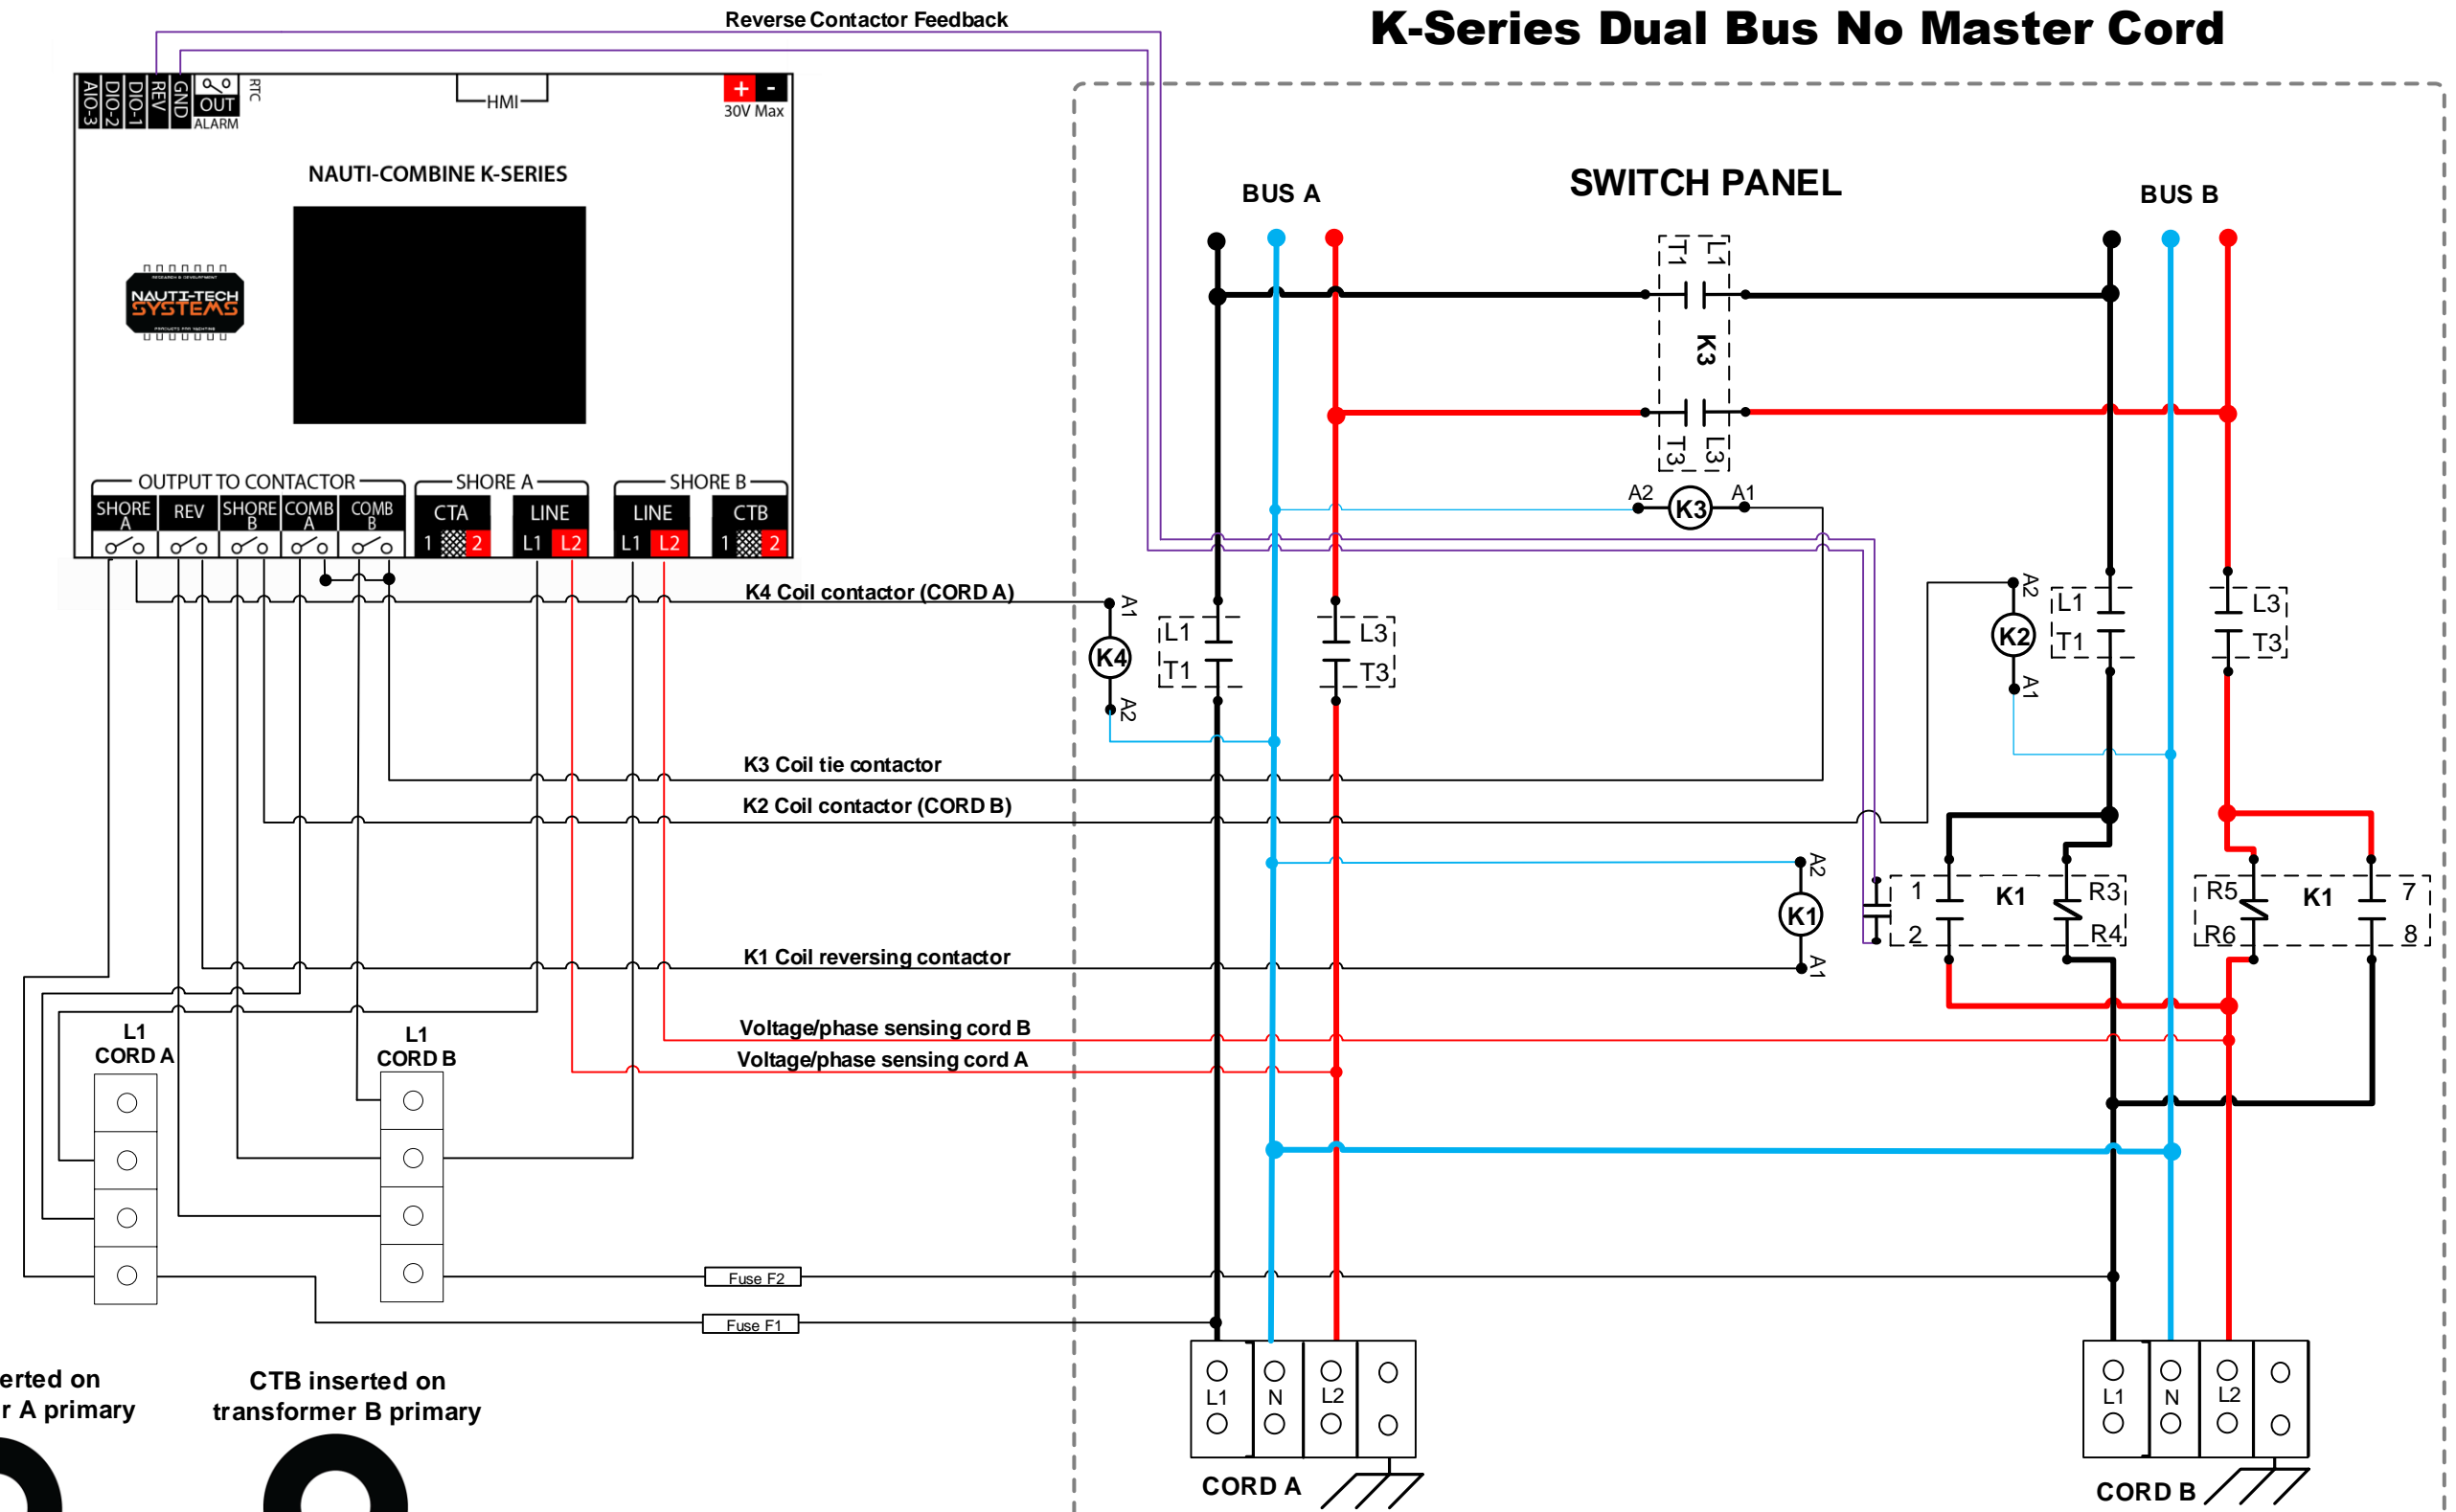 Reverse Contactor Feedback
K-Series Dual Bus No Master Cord
AIO-3
DIO-2
DIO-1
REV
GND
OUT
ALARM
RTC
HMI
+ -
30V Max
NAUTI-COMBINE K-SERIES
RESEARCH & DEVELOPMENT
NAUTI-TECH
SYSTEMS
PRODUCTS FOR YACHTING
OUTPUT TO CONTACTOR
SHORE A
REV
SHORE B
COMB A
COMB B
SHORE A
CTA
1 2
LINE
L1 L2
SHORE B
LINE
L1 L2
CTB
1 2
SWITCH PANEL
BUS A
BUS B
T1 L1
K3
T3 L3
A2 K3 A1
K4 Coil contactor (CORD A)
A1
K4
A2
L1
T1
L3
T3
A2
K2
A1
L1
T1
L3
T3
K3 Coil tie contactor
K2 Coil contactor (CORD B)
A2
K1
A1
1 K1 R3
2 R4
R5 K1 7
R6 8
K1 Coil reversing contactor
Voltage/phase sensing cord B
Voltage/phase sensing cord A
L1
CORD A
L1
CORD B
Fuse F2
Fuse F1
erted on
r A primary
CTB inserted on
transformer B primary
L1 N L2
CORD A
L1 N L2
CORD B